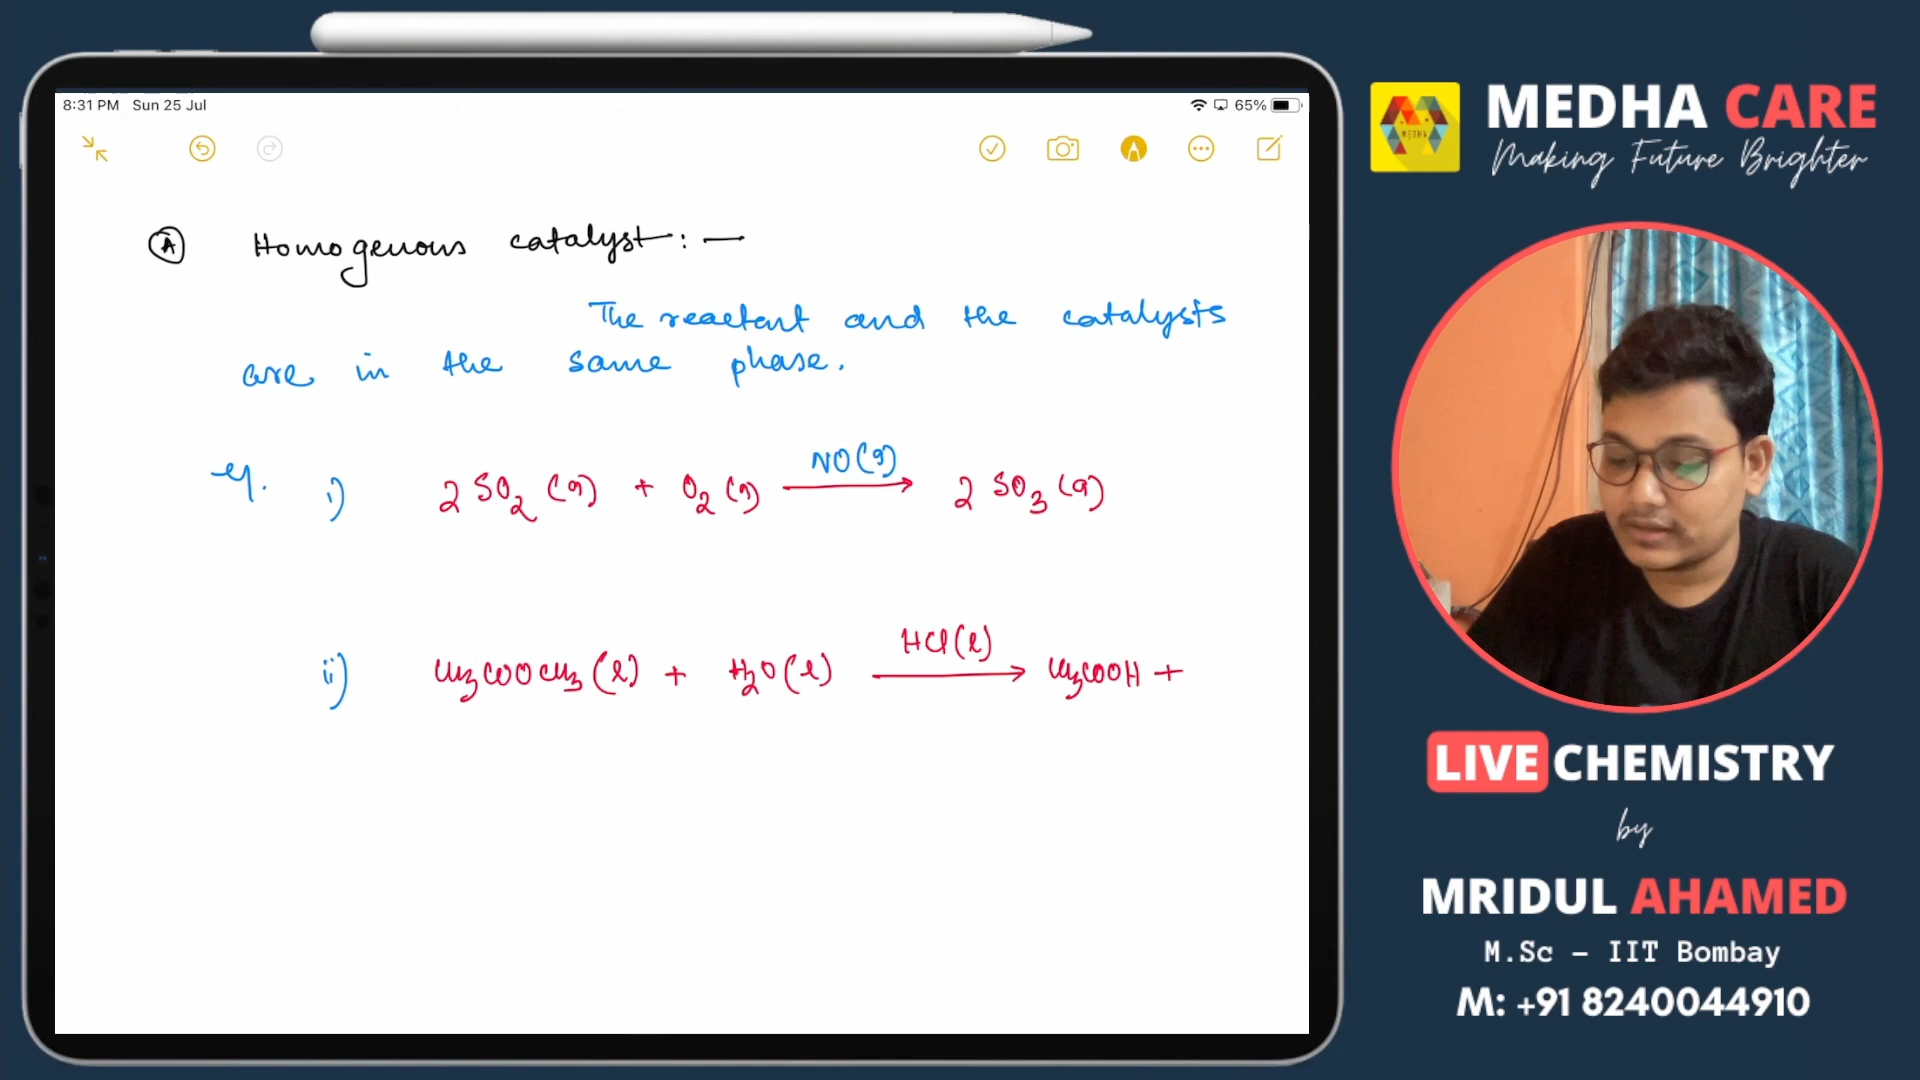 8:31 PM Sun 25 Jul
65%
A Homogenous catalyst : —
The reactant and the catalysts
are in the same phase.
eg. i) 2 SO₂ (g) + O₂ (g) NO(g) → 2 SO₃ (g)
ii) CH₃COOCH₃ (l) + H₂O (l) HCl (l) → CH₃COOH +
MEDHA CARE
Making Future Brighter
MEDHA
LIVE CHEMISTRY
by
MRIDUL AHAMED
M.Sc – IIT Bombay
M: +91 8240044910